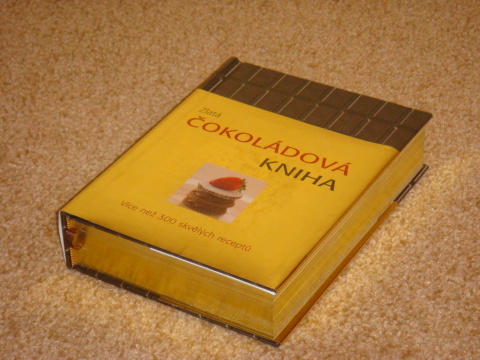 Zlatá
ČOKOLÁDOVÁ
KNIHA
Více než 300 skvělých receptů